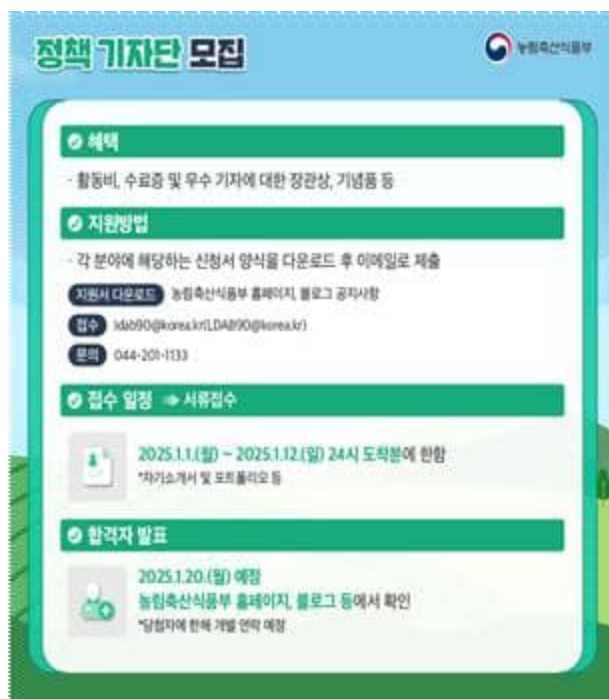 정책 기자단 모집
농림축산식품부
혜택
- 활동비, 수료증 및 우수 기자에 대한 장관상, 기념품 등
지원방법
- 각 분야에 해당하는 신청서 양식을 다운로드 후 이메일로 제출
지원서 다운로드 농림축산식품부 홈페이지, 블로그 공지사항
접수 ldab90@korea.kr(LDAB90@korea.kr)
문의 044-201-1133
접수 일정 ⇒ 서류접수
2025.1.1.(월) ~ 2025.1.12.(일) 24시 도착분에 한함
*자기소개서 및 포트폴리오 등
합격자 발표
2025.1.20.(월) 예정
농림축산식품부 홈페이지, 블로그 등에서 확인
*당첨자에 한해 개별 연락 예정